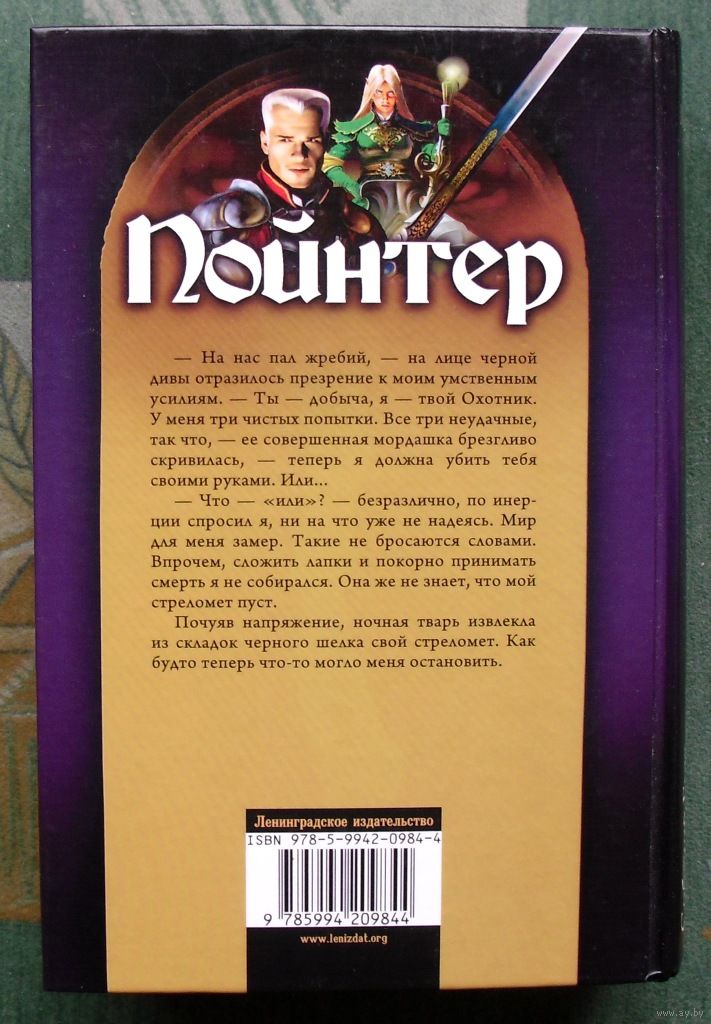 Пойнтер
— На нас пал жребий, — на лице черной
дивы отразилось презрение к моим умственным
усилиям. — Ты — добыча, я — твой Охотник.
У меня три чистых попытки. Все три неудачные,
так что, — ее совершенная мордашка брезгливо
скривилась, — теперь я должна убить тебя
своими руками. Или...
— Что — «или»? — безразлично, по инер-
ции спросил я, ни на что уже не надеясь. Мир
для меня замер. Такие не бросаются словами.
Впрочем, сложить лапки и покорно принимать
смерть я не собирался. Она же не знает, что мой
стреломет пуст.
Почуяв напряжение, ночная тварь извлекла
из складок черного шелка свой стреломет. Как
будто теперь что-то могло меня остановить.
Ленинградское издательство
ISBN 978-5-9942-0984-4
9 785994 209844
www.lenizdat.org
www.ay.by